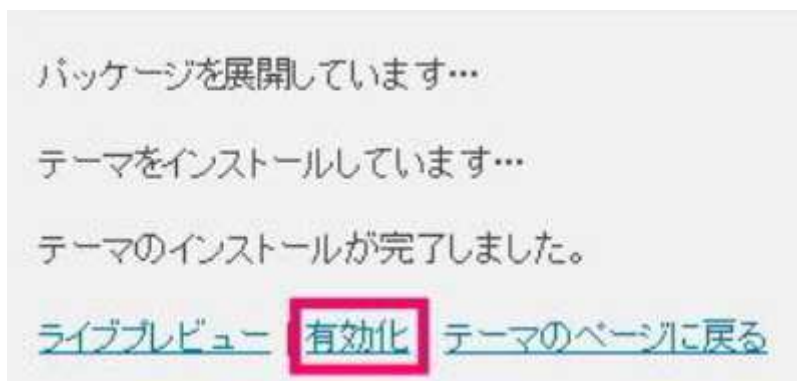 パッケージを展開しています…
テーマをインストールしています…
テーマのインストールが完了しました。
ライブプレビュー | 有効化 テーマのページに戻る